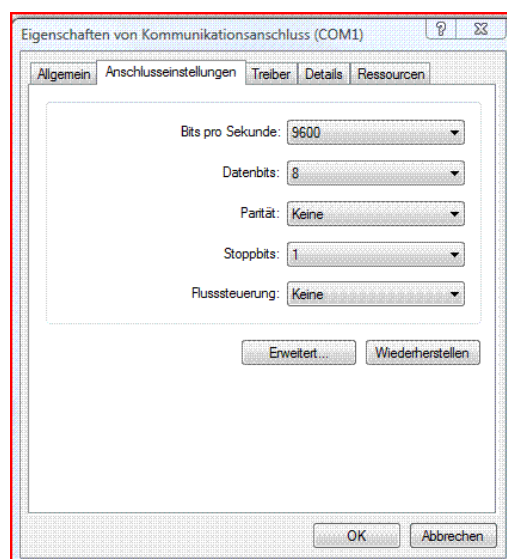 Eigenschaften von Kommunikationsanschluss (COM1)
?
Allgemein Anschlusseinstellungen Treiber Details Ressourcen
Bits pro Sekunde: 9600
Datenbits: 8
Parität: Keine
Stoppbits: 1
Flusssteuerung: Keine
Erweitert... Wiederherstellen
OK Abbrechen